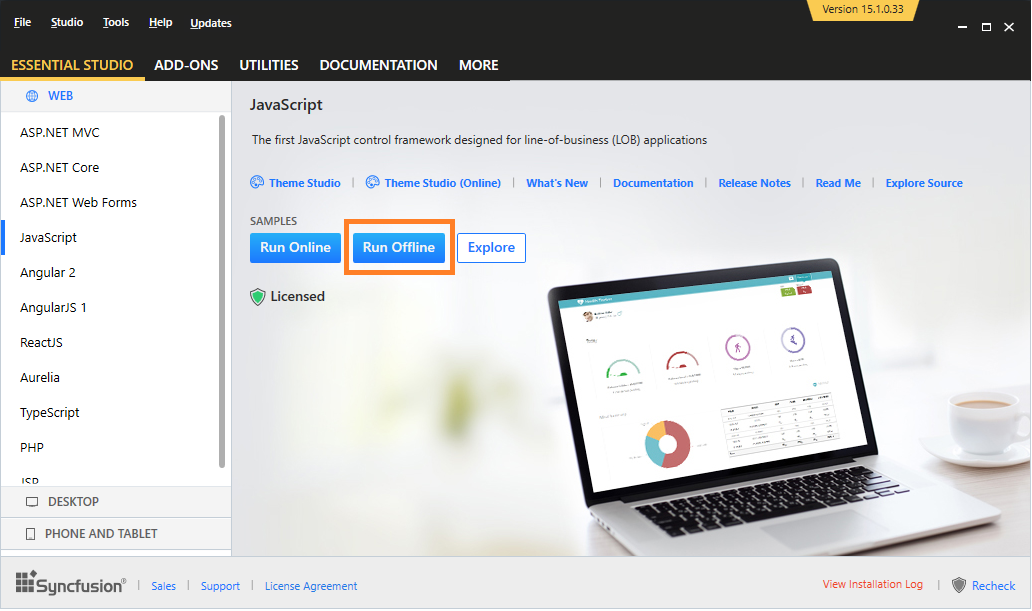 File Studio Tools Help Updates
Version 15.1.0.33
ESSENTIAL STUDIO ADD-ONS UTILITIES DOCUMENTATION MORE
WEB
ASP.NET MVC
ASP.NET Core
ASP.NET Web Forms
JavaScript
Angular 2
AngularJS 1
ReactJS
Aurelia
TypeScript
PHP
JSP
DESKTOP
PHONE AND TABLET
JavaScript
The first JavaScript control framework designed for line-of-business (LOB) applications
Theme Studio | Theme Studio (Online) | What's New | Documentation | Release Notes | Read Me | Explore Source
SAMPLES
Run Online Run Offline Explore
Licensed
Syncfusion® | Sales | Support | License Agreement
View Installation Log | Recheck